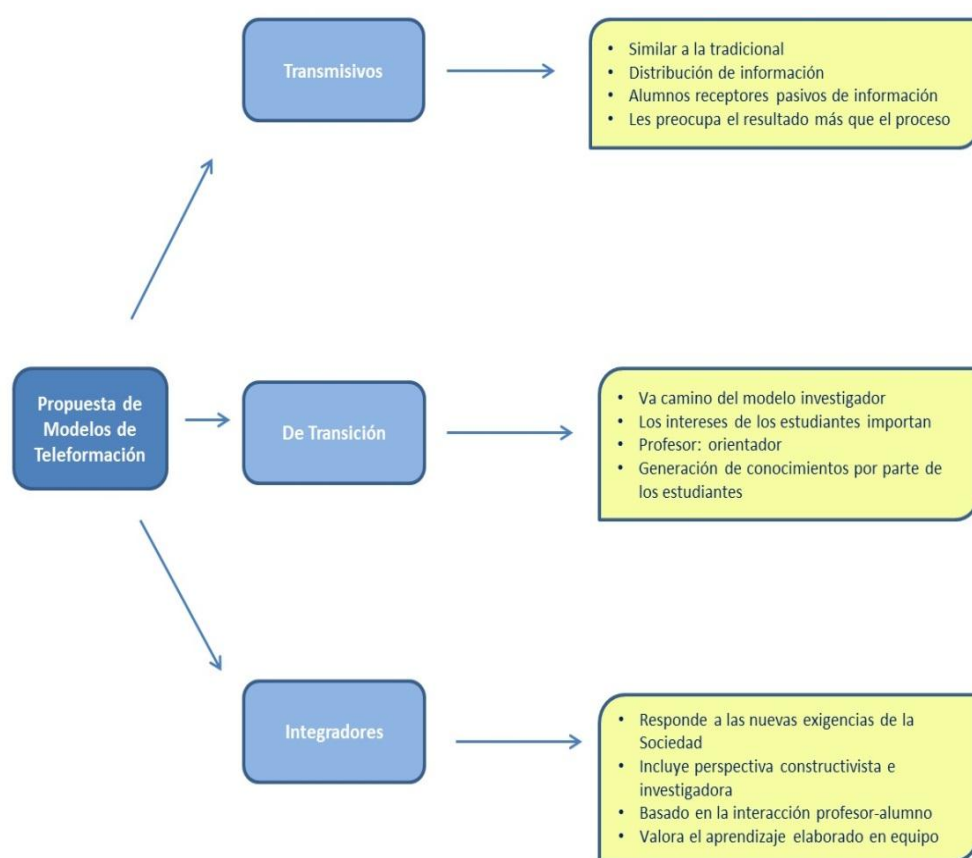 Transmisivos
• Similar a la tradicional
• Distribución de información
• Alumnos receptores pasivos de información
• Les preocupa el resultado más que el proceso
Propuesta de
Modelos de
Teleformación
De Transición
• Va camino del modelo investigador
• Los intereses de los estudiantes importan
• Profesor: orientador
• Generación de conocimientos por parte de
los estudiantes
Integradores
• Responde a las nuevas exigencias de la
Sociedad
• Incluye perspectiva constructivista e
investigadora
• Basado en la interacción profesor-alumno
• Valora el aprendizaje elaborado en equipo